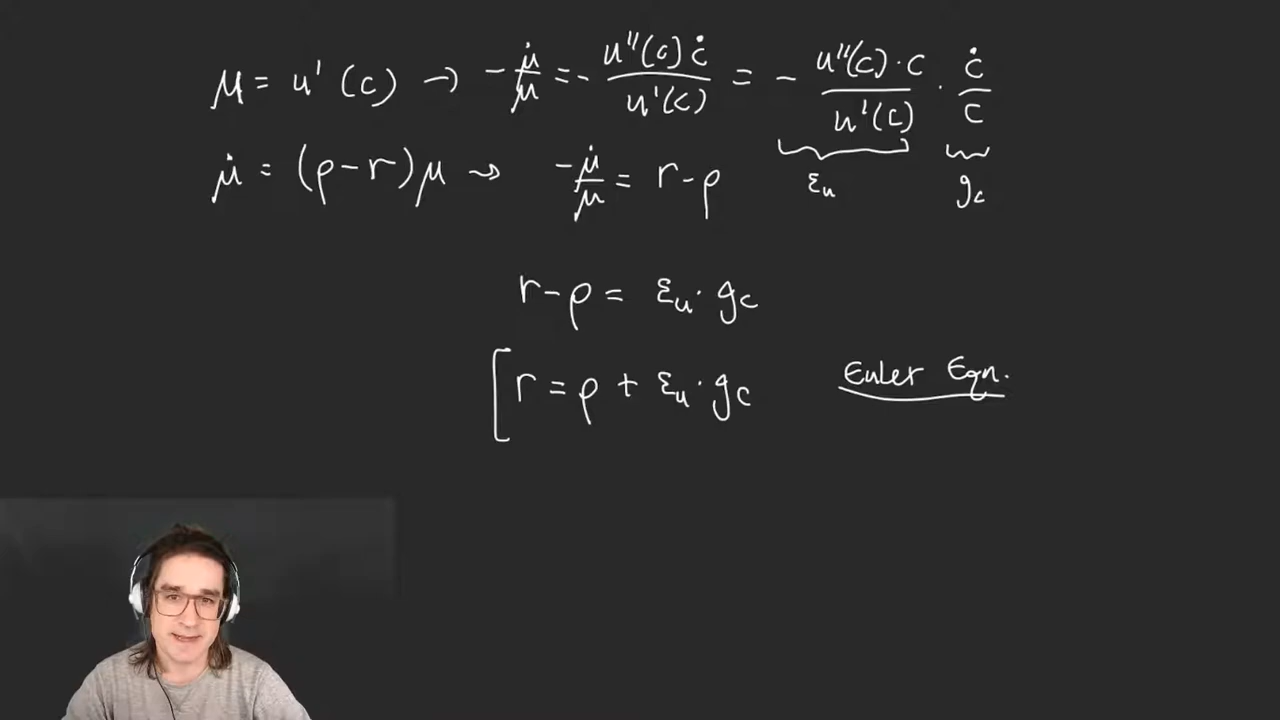 μ = u'(c) → -μ̇/μ = - u''(c)ċ/u'(c) = - u''(c)·c/u'(c) · ċ/c
μ̇ = (ρ-r)μ → -μ̇/μ = r-ρ
ε_u g_c
r-ρ = ε_u · g_c
[r = ρ + ε_u · g_c Euler Eqn.